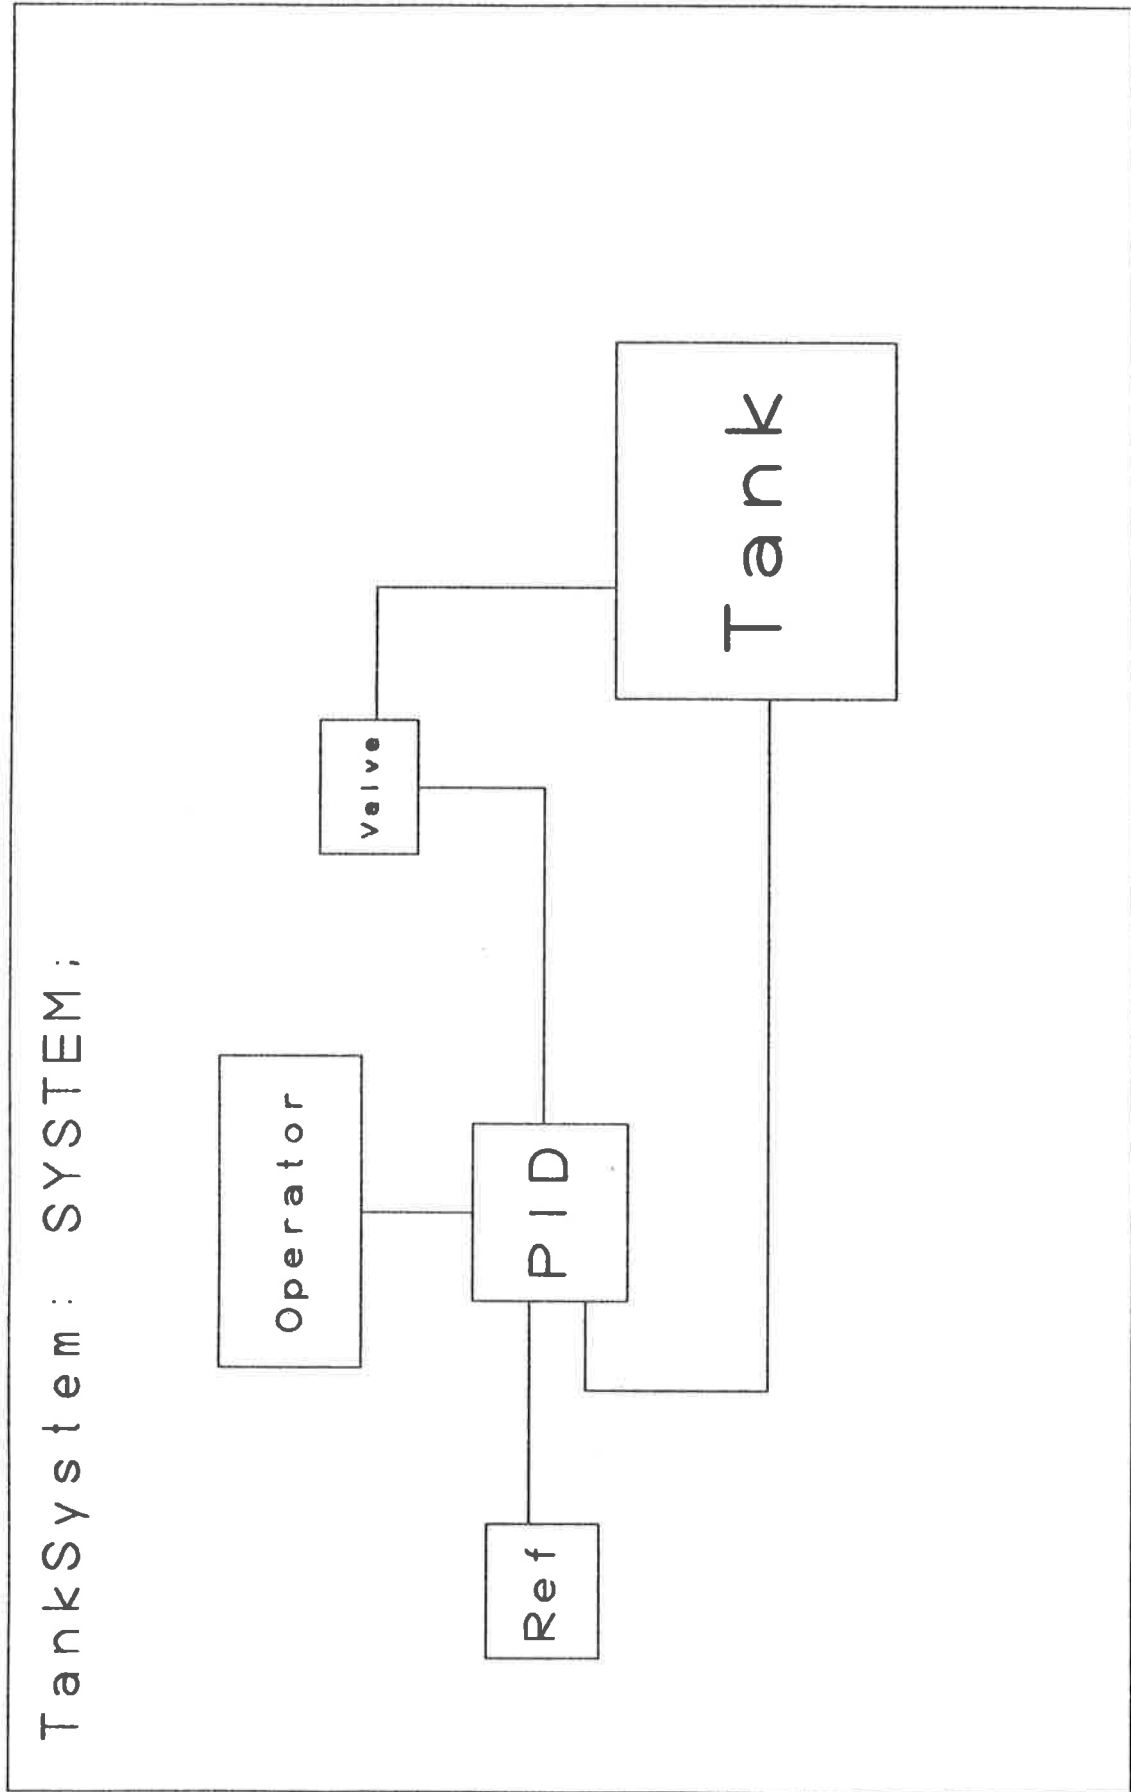 TankSystem: SYSTEM;
Operator
Valve
Ref
PID
Tank